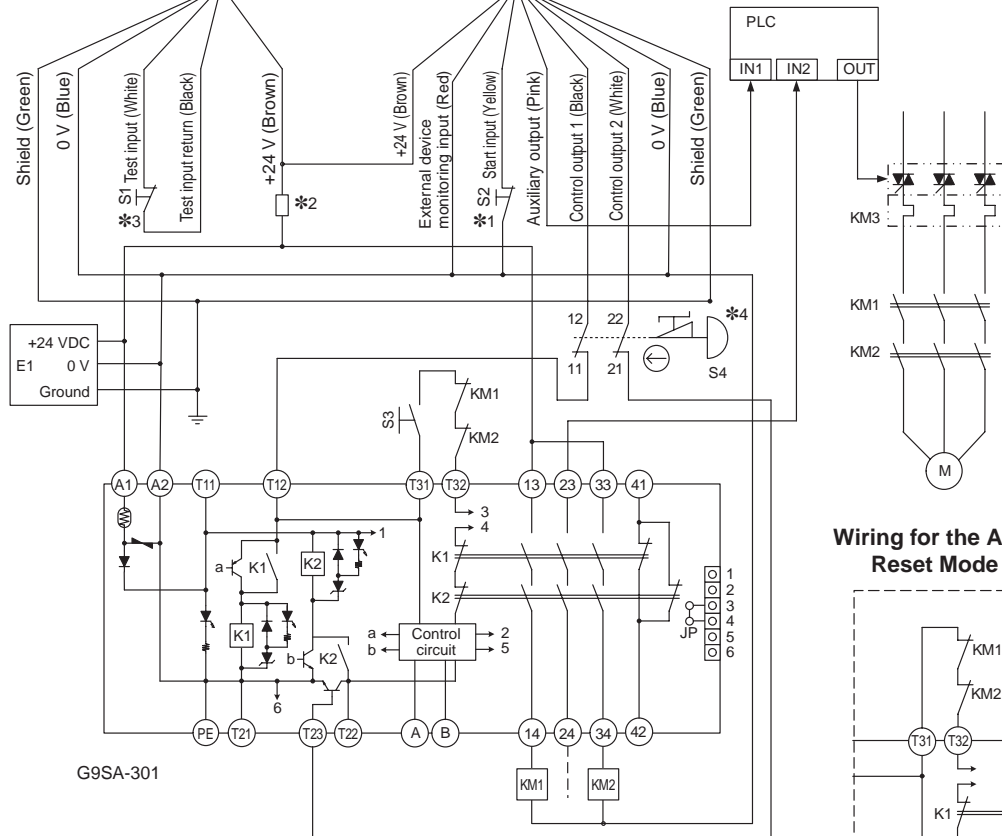 PLC
IN1 IN2 OUT
Shield (Green)
0 V (Blue)
Test input (White)
S1
*3
Test input return (Black)
+24 V (Brown)
*2
+24 V (Brown)
External device
monitoring input (Red)
Start input (Yellow)
S2
*1
Auxiliary output (Pink)
Control output 1 (Black)
Control output 2 (White)
0 V (Blue)
Shield (Green)
KM3
KM1
KM2
M
12 22 *4
11 21 S4
+24 VDC
E1 0 V
Ground
S3
KM1
KM2
A1 A2 T11 T12 T31 T32 13 23 33 41
3
4
1
a K1 K2
K1
K2
K1
b K2
a Control 2
b circuit 5
6
1
2
3
4
5
6
JP
PE T21 T23 T22 A B 14 24 34 42
G9SA-301
KM1 KM2
Wiring for the A
Reset Mode
KM1
KM2
T31 T32
K1